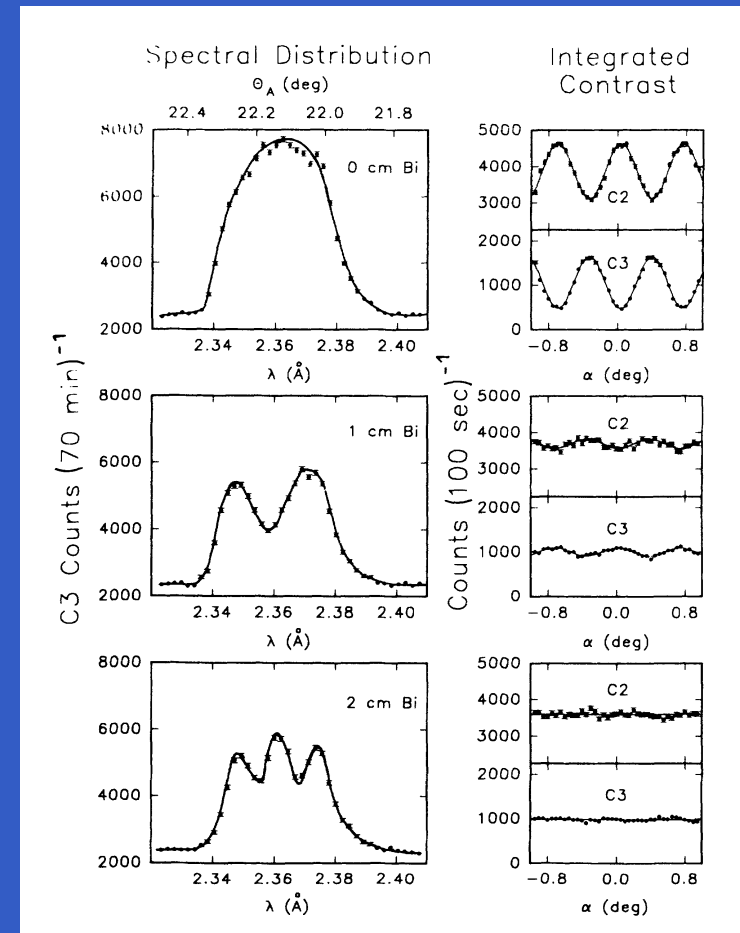 Spectral Distribution
Θ_A (deg)
22.4 22.2 22.0 21.8
Integrated
Contrast
C3 Counts (70 min)⁻¹
8000
6000
4000
2000
0 cm Bi
2.34 2.36 2.38 2.40
λ (Å)
8000
6000
4000
2000
1 cm Bi
2.34 2.36 2.38 2.40
λ (Å)
8000
6000
4000
2000
2 cm Bi
2.34 2.36 2.38 2.40
λ (Å)
Counts (100 sec)⁻¹
5000
4000
3000
C2
2000
1000
0
C3
−0.8 0.0 0.8
α (deg)
5000
4000
3000
C2
2000
1000
0
C3
−0.8 0.0 0.8
α (deg)
5000
4000
3000
C2
2000
1000
0
C3
−0.8 0.0 0.8
α (deg)